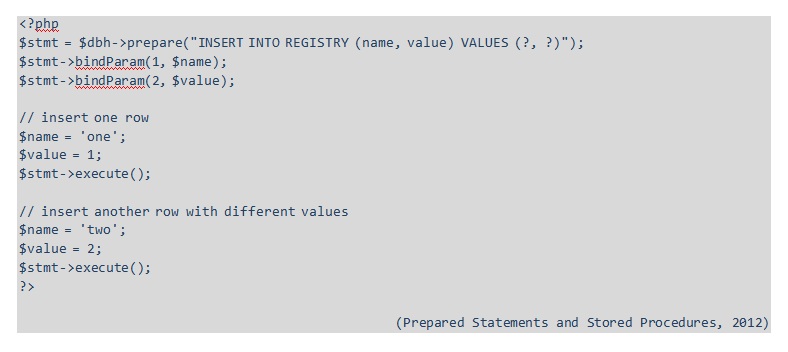 <?php
$stmt = $dbh->prepare("INSERT INTO REGISTRY (name, value) VALUES (?, ?)");
$stmt->bindParam(1, $name);
$stmt->bindParam(2, $value);
// insert one row
$name = 'one';
$value = 1;
$stmt->execute();
// insert another row with different values
$name = 'two';
$value = 2;
$stmt->execute();
?>
(Prepared Statements and Stored Procedures, 2012)